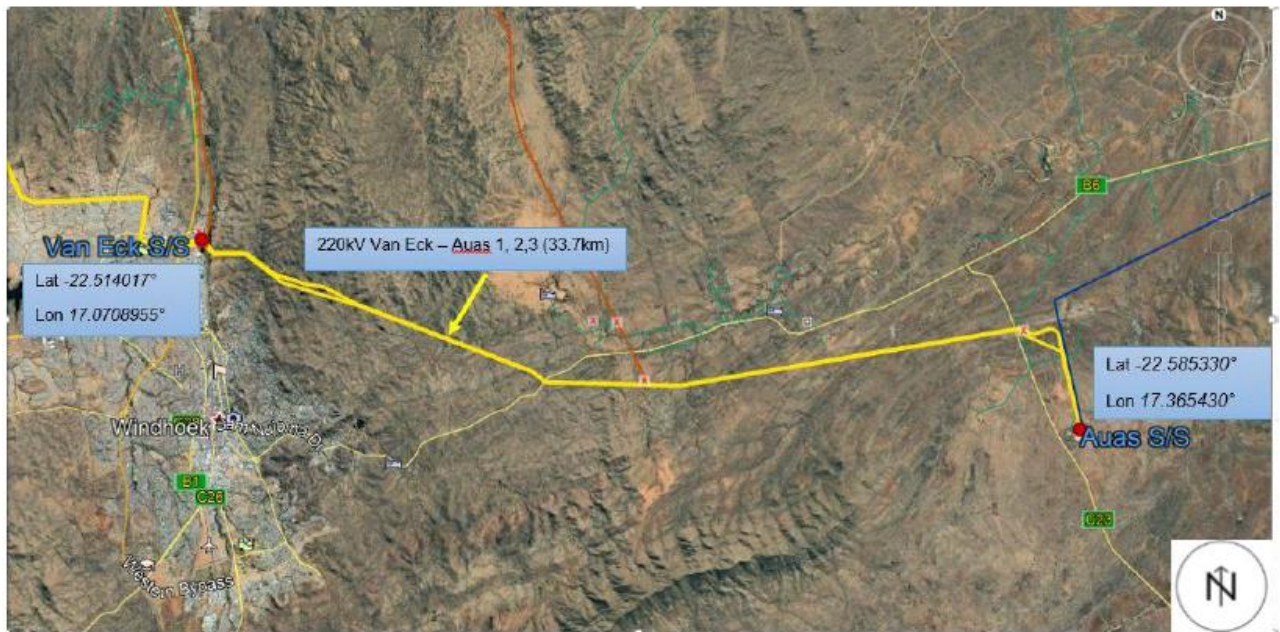 N
B6
Van Eck S/S
220kV Van Eck – Auas 1, 2,3 (33.7km)
Lat -22.514017°
Lon 17.0708955°
Lat -22.585330°
Lon 17.365430°
Windhoek
Auas S/S
B1
C26
C23
Western Bypass
N